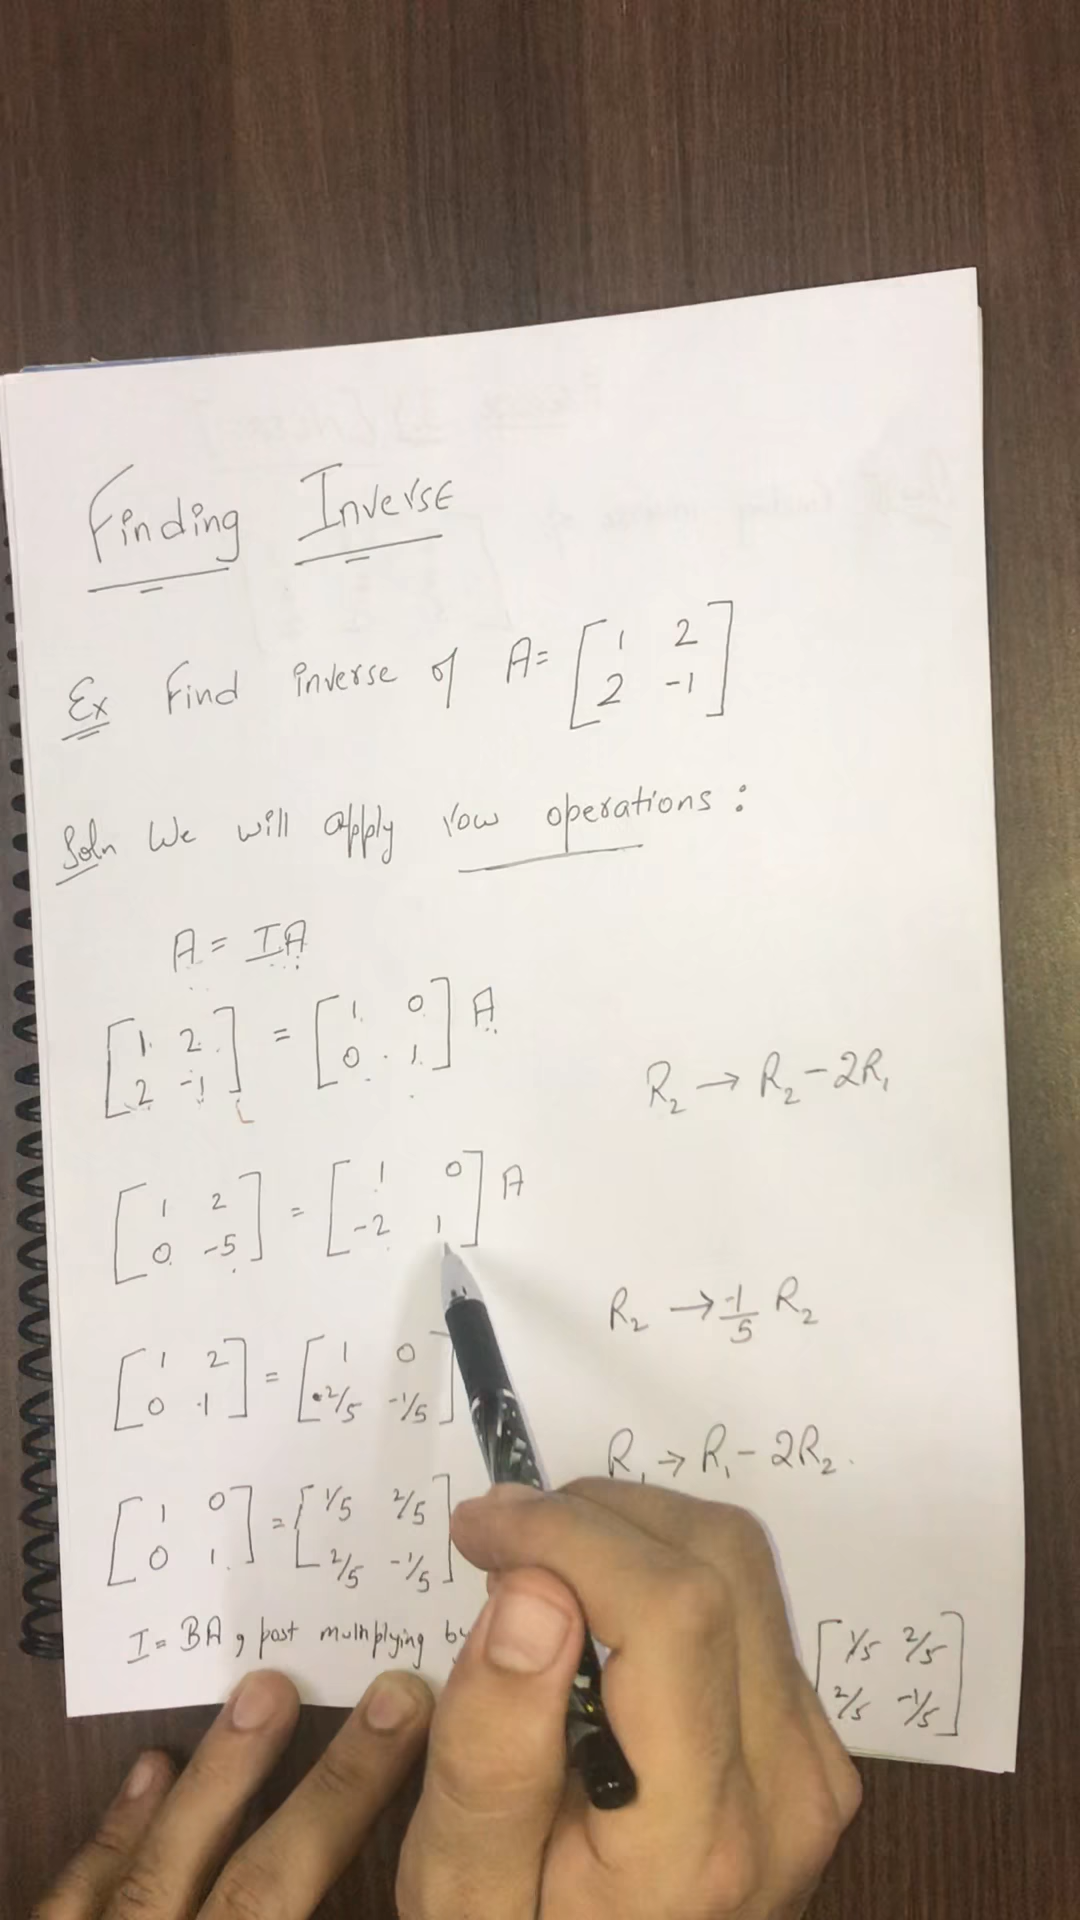 Finding Inverse
Ex Find inverse of A = [ 1 2
2 -1 ]
Soln We will apply row operations :
A = IA
[ 1 2 = [ 1 0 A
2 -1 ] 0 1 ]
R₂ → R₂ - 2R₁
[ 1 2 = [ 1 0 A
0 -5 ] -2 1 ]
R₂ → -1/5 R₂
[ 1 2 = [ 1 0
0 1 ] 2/5 -1/5 ]
R₁ → R₁ - 2R₂.
[ 1 0 = [ 1/5 2/5
0 1 ] 2/5 -1/5 ]
I = BA, post multiplying by
[ 1/5 2/5
2/5 -1/5 ]